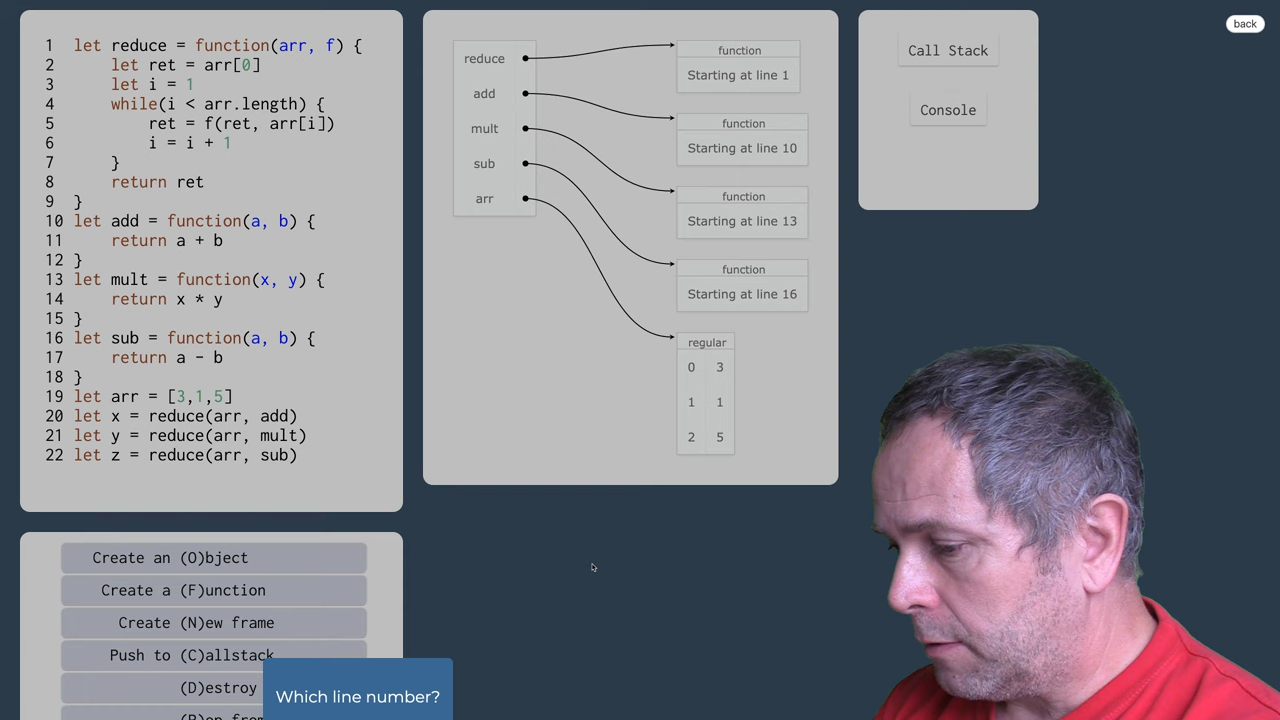 1 let reduce = function(arr, f) {
2 let ret = arr[0]
3 let i = 1
4 while(i < arr.length) {
5 ret = f(ret, arr[i])
6 i = i + 1
7 }
8 return ret
9 }
10 let add = function(a, b) {
11 return a + b
12 }
13 let mult = function(x, y) {
14 return x * y
15 }
16 let sub = function(a, b) {
17 return a - b
18 }
19 let arr = [3,1,5]
20 let x = reduce(arr, add)
21 let y = reduce(arr, mult)
22 let z = reduce(arr, sub)
Create an (O)bject
Create a (F)unction
Create (N)ew frame
Push to (C)allstack
(D)estroy
Which line number?
reduce
add
mult
sub
arr
function
Starting at line 1
function
Starting at line 10
function
Starting at line 13
function
Starting at line 16
regular
0 3
1 1
2 5
Call Stack
Console
back